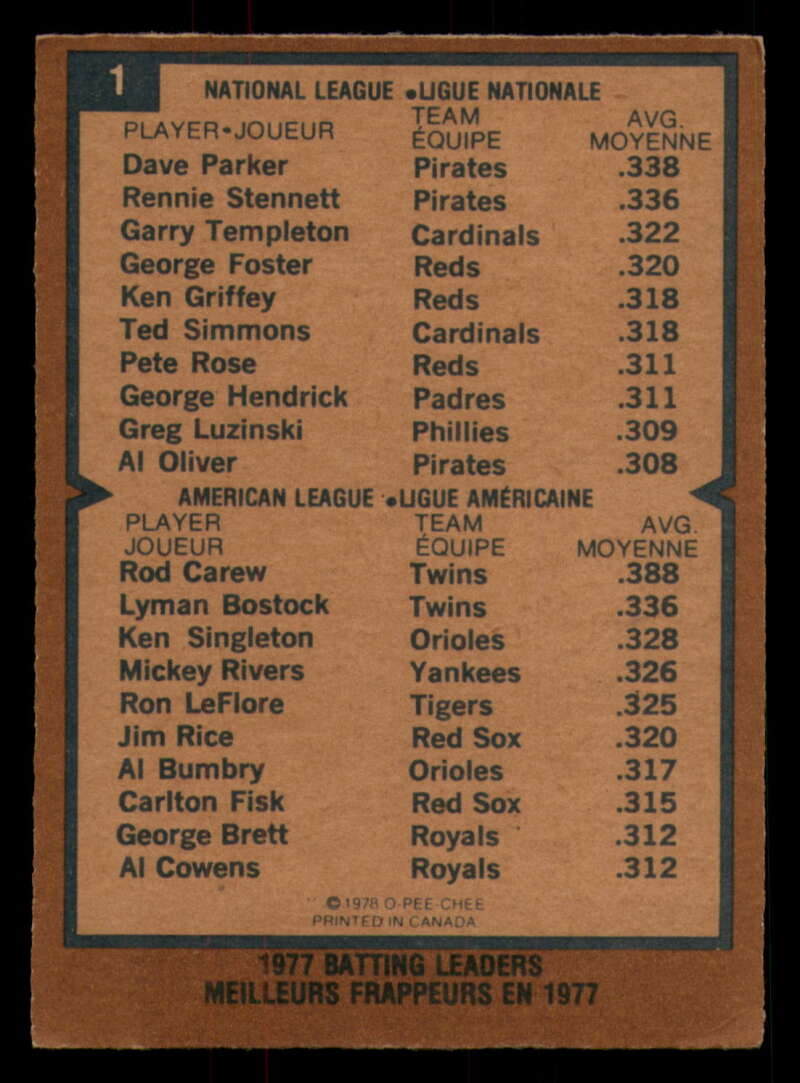 1
NATIONAL LEAGUE •LIGUE NATIONALE
PLAYER•JOUEUR TEAM ÉQUIPE AVG. MOYENNE
Dave Parker Pirates .338
Rennie Stennett Pirates .336
Garry Templeton Cardinals .322
George Foster Reds .320
Ken Griffey Reds .318
Ted Simmons Cardinals .318
Pete Rose Reds .311
George Hendrick Padres .311
Greg Luzinski Phillies .309
Al Oliver Pirates .308
AMERICAN LEAGUE •LIGUE AMÉRICAINE
PLAYER TEAM AVG.
JOUEUR ÉQUIPE MOYENNE
Rod Carew Twins .388
Lyman Bostock Twins .336
Ken Singleton Orioles .328
Mickey Rivers Yankees .326
Ron LeFlore Tigers .325
Jim Rice Red Sox .320
Al Bumbry Orioles .317
Carlton Fisk Red Sox .315
George Brett Royals .312
Al Cowens Royals .312
©1978 O-PEE-CHEE
PRINTED IN CANADA
1977 BATTING LEADERS
MEILLEURS FRAPPEURS EN 1977